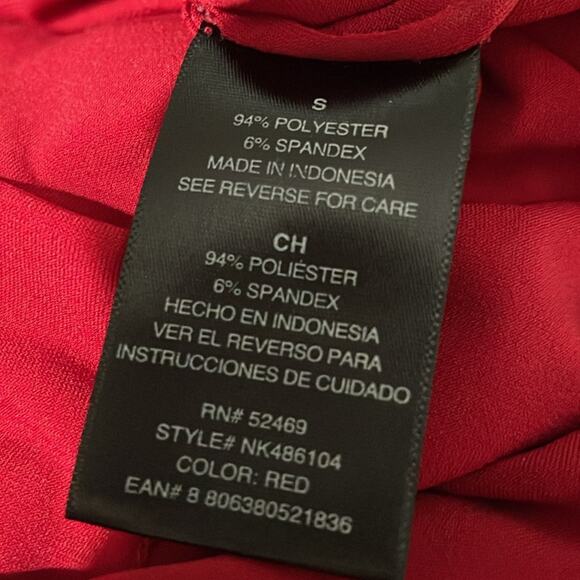 S
94% POLYESTER
6% SPANDEX
MADE IN INDONESIA
SEE REVERSE FOR CARE
CH
94% POLIÉSTER
6% SPANDEX
HECHO EN INDONESIA
VER EL REVERSO PARA
INSTRUCCIONES DE CUIDADO
RN# 52469
STYLE# NK486104
COLOR: RED
EAN# 8 806380521836